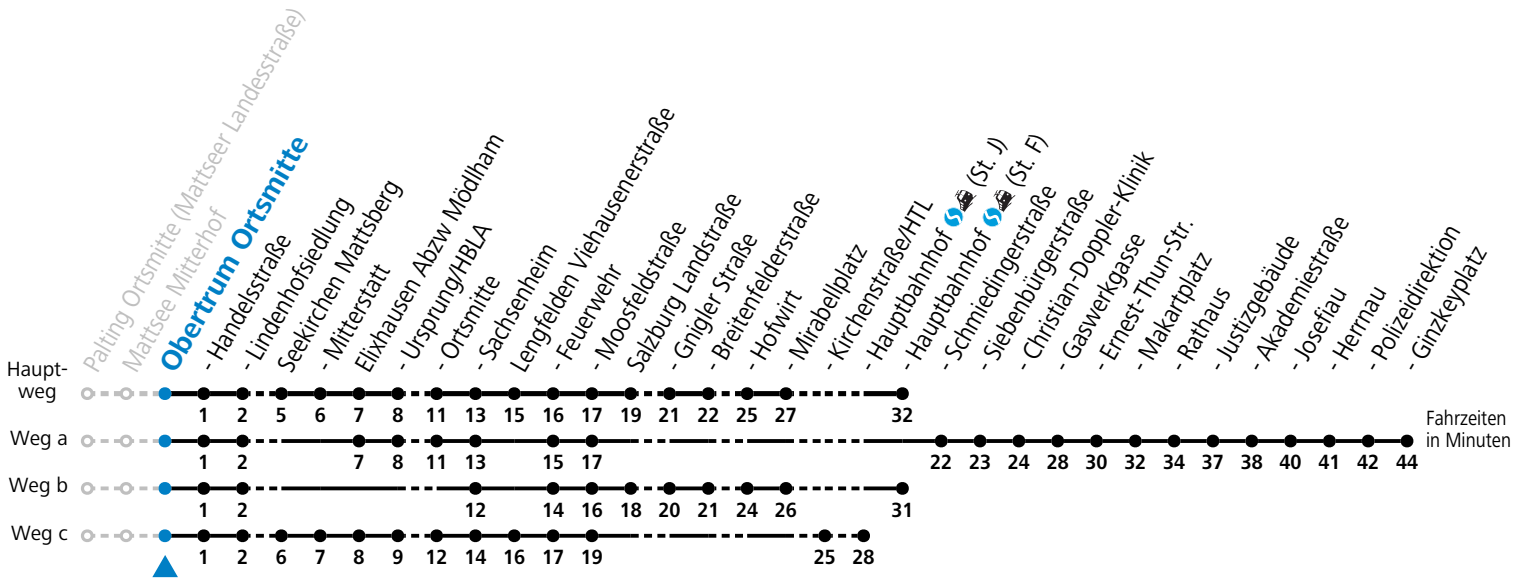 Palting Ortsmitte (Mattseer Landesstraße)
Mattsee Mitterhof
Obertrum Ortsmitte
- Handelsstraße
- Lindenhofsiedlung
Seekirchen Mattsberg
- Mitterstatt
Elixhausen Abzw Mödlham
- Ursprung/HBLA
- Ortsmitte
- Sachsenheim
Lengfelden Viehausenerstraße
- Feuerwehr
- Moosfeldstraße
Salzburg Landstraße
- Gnigler Straße
- Breitenfelderstraße
- Hofwirt
- Mirabellplatz
- Kirchenstraße/HTL
- Hauptbahnhof (St. J)
- Hauptbahnhof (St. F)
- Schmiedingerstraße
- Siebenbürgerstraße
- Christian-Doppler-Klinik
- Gaswerkgasse
- Ernest-Thun-Str.
- Makartplatz
- Rathaus
- Justizgebäude
- Akademiestraße
- Josefiau
- Herrnau
- Polizeidirektion
- Ginzkeyplatz
Haupt-
weg
1 2 5 6 7 8 11 13 15 16 17 19 21 22 25 27 32
Weg a
1 2 7 8 11 13 15 17 22 23 24 28 30 32 34 37 38 40 41 42 44
Fahrzeiten
in Minuten
Weg b
1 2 12 14 16 18 20 21 24 26 31
Weg c
1 2 6 7 8 9 12 14 16 17 19 25 28